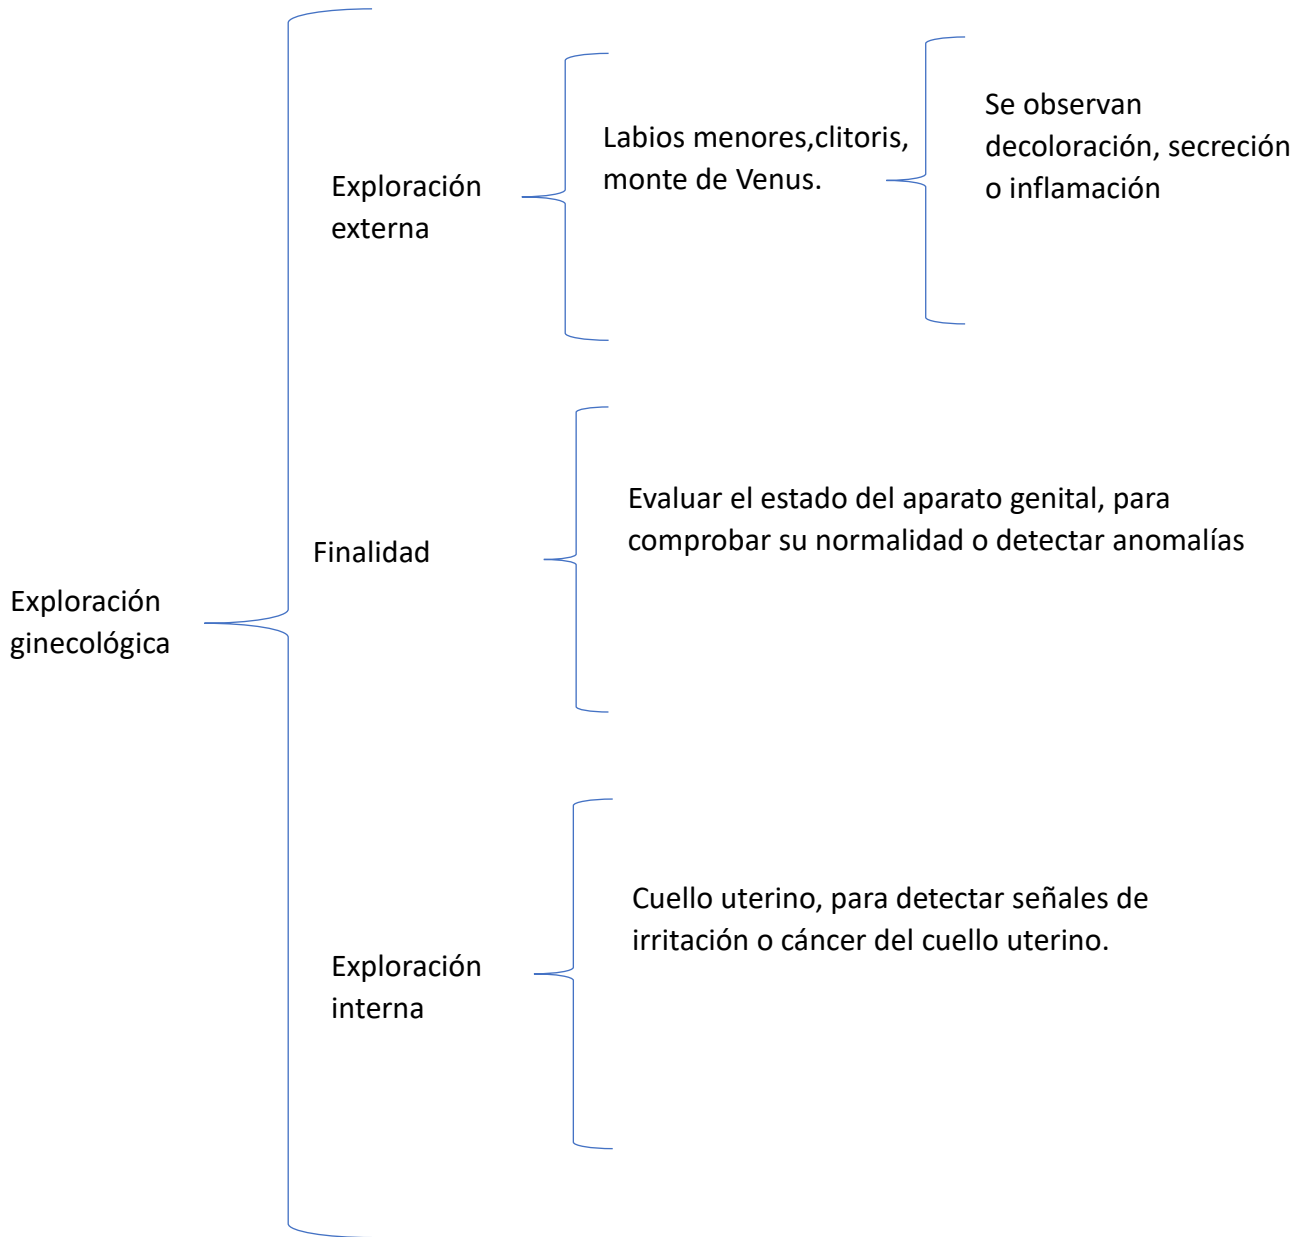 Exploración
ginecológica
Exploración
externa
Labios menores,clitoris,
monte de Venus.
Se observan
decoloración, secreción
o inflamación
Finalidad
Evaluar el estado del aparato genital, para
comprobar su normalidad o detectar anomalías
Exploración
interna
Cuello uterino, para detectar señales de
irritación o cáncer del cuello uterino.